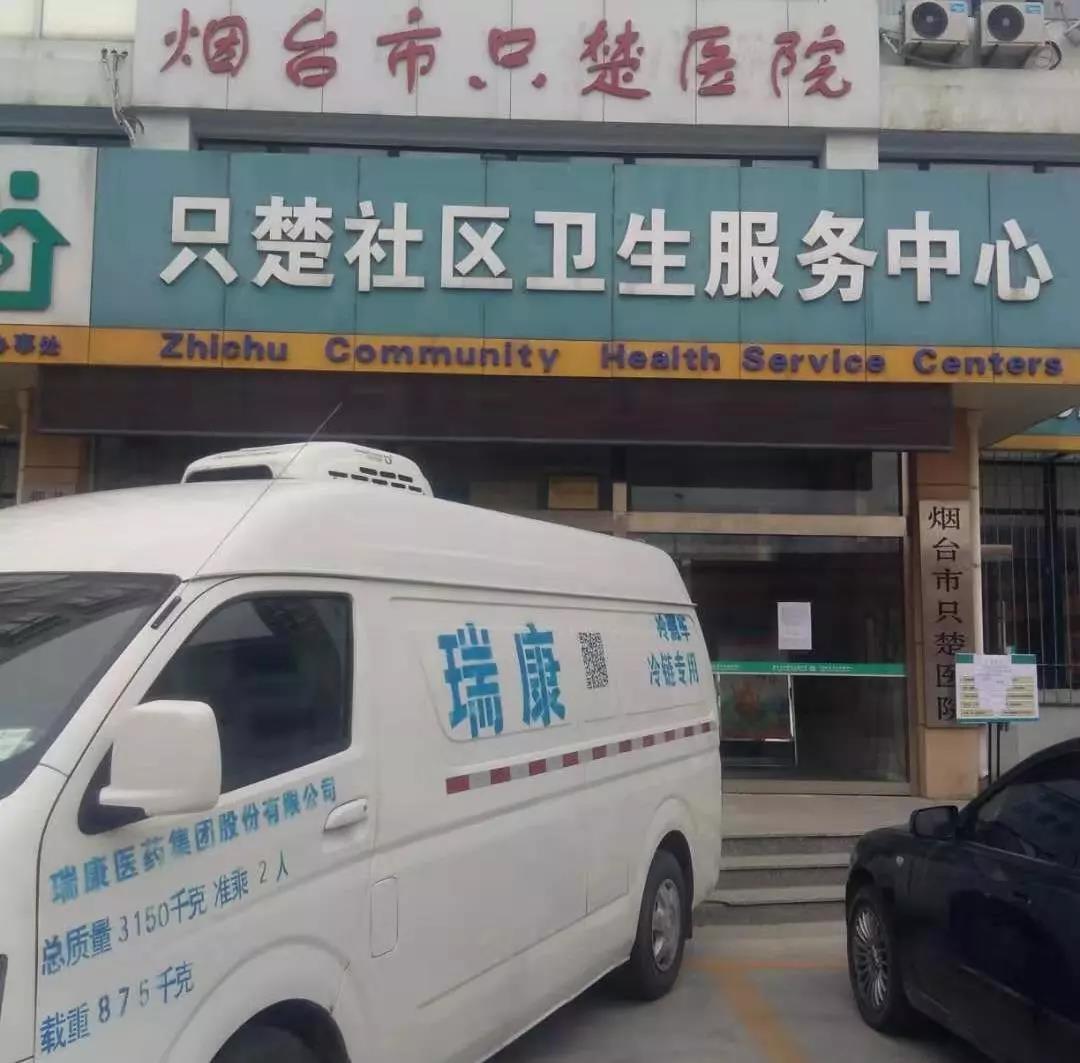 烟台市只楚医院
只楚社区卫生服务中心
办事处
Zhichu Community Health Service Centers
烟台市只楚医院
瑞康
冷链专用
瑞康医药集团股份有限公司
总质量3150千克 准乘2人
载重875千克